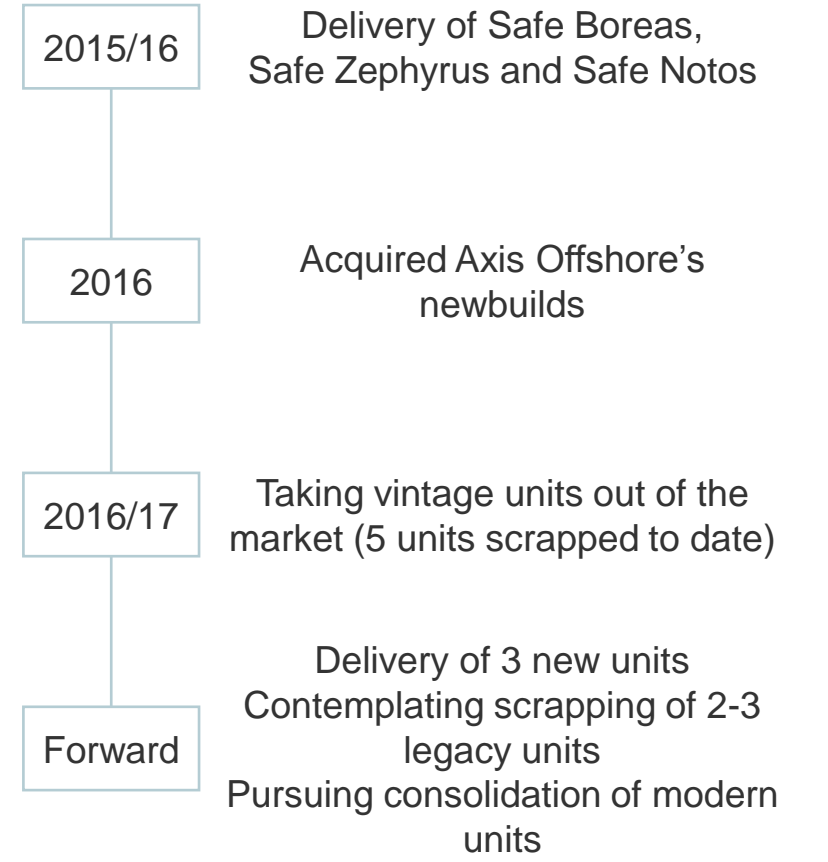 2015/16
Delivery of Safe Boreas,
Safe Zephyrus and Safe Notos
2016
Acquired Axis Offshore's
newbuilds
2016/17
Taking vintage units out of the
market (5 units scrapped to date)
Forward
Delivery of 3 new units
Contemplating scrapping of 2-3
legacy units
Pursuing consolidation of modern
units